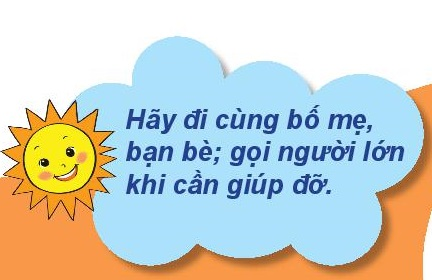 Hãy đi cùng bố mẹ,
bạn bè; gọi người lớn
khi cần giúp đỡ.